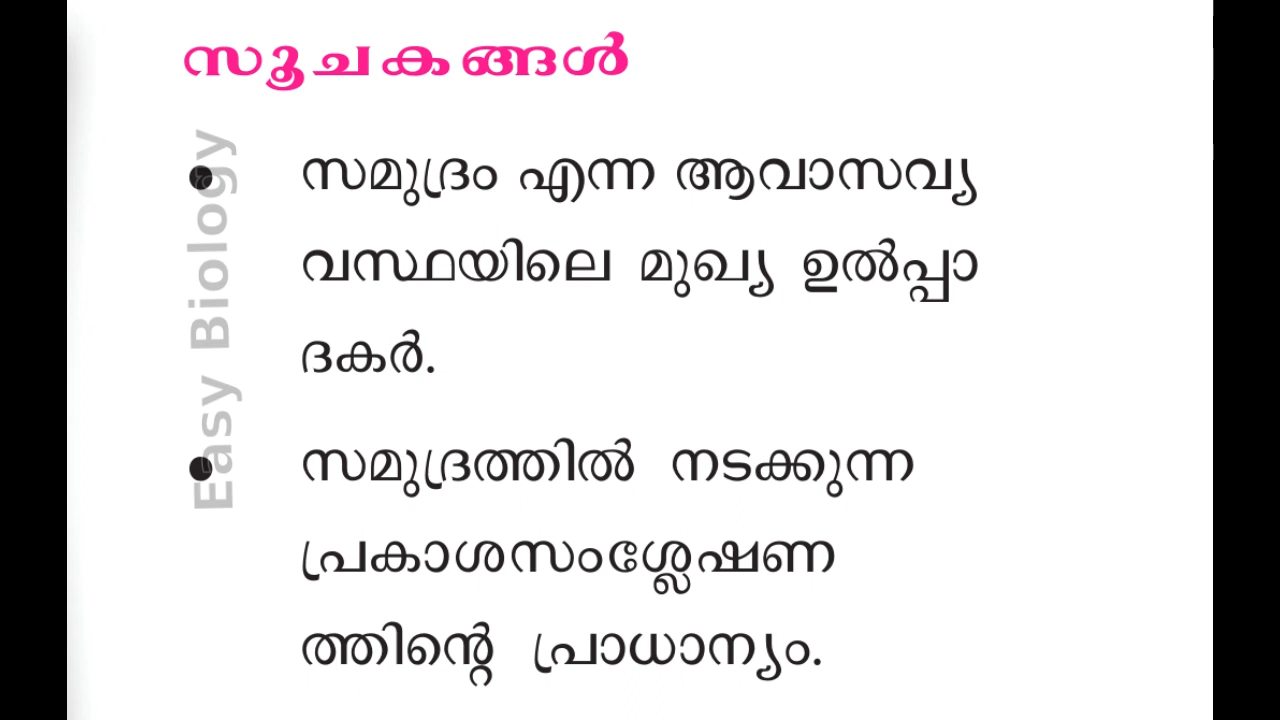 സൂചകങ്ങൾ
Easy Biology
സമുദ്രം എന്ന ആവാസവ്യ
വസ്ഥയിലെ മുഖ്യ ഉൽപ്പാ
ദകർ.
സമുദ്രത്തിൽ നടക്കുന്ന
പ്രകാശസംശ്ലേഷണ
ത്തിന്റെ പ്രാധാന്യം.